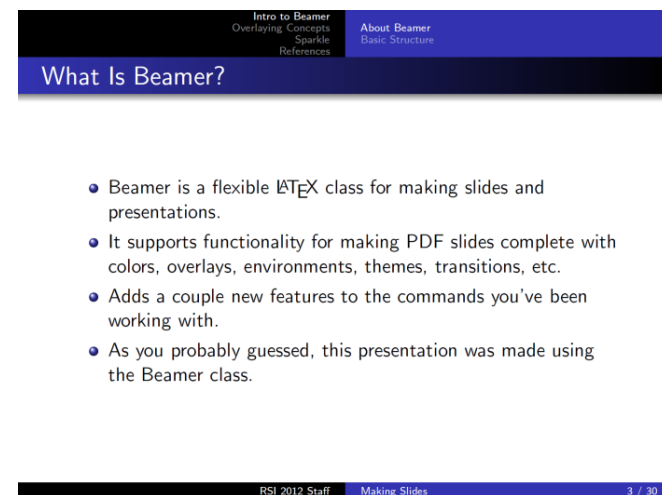 Intro to Beamer
Overlaying Concepts
Sparkle
References
About Beamer
Basic Structure
What Is Beamer?
Beamer is a flexible LATEX class for making slides and
presentations.
It supports functionality for making PDF slides complete with
colors, overlays, environments, themes, transitions, etc.
Adds a couple new features to the commands you've been
working with.
As you probably guessed, this presentation was made using
the Beamer class.
RSI 2012 Staff
Making Slides
3 / 30